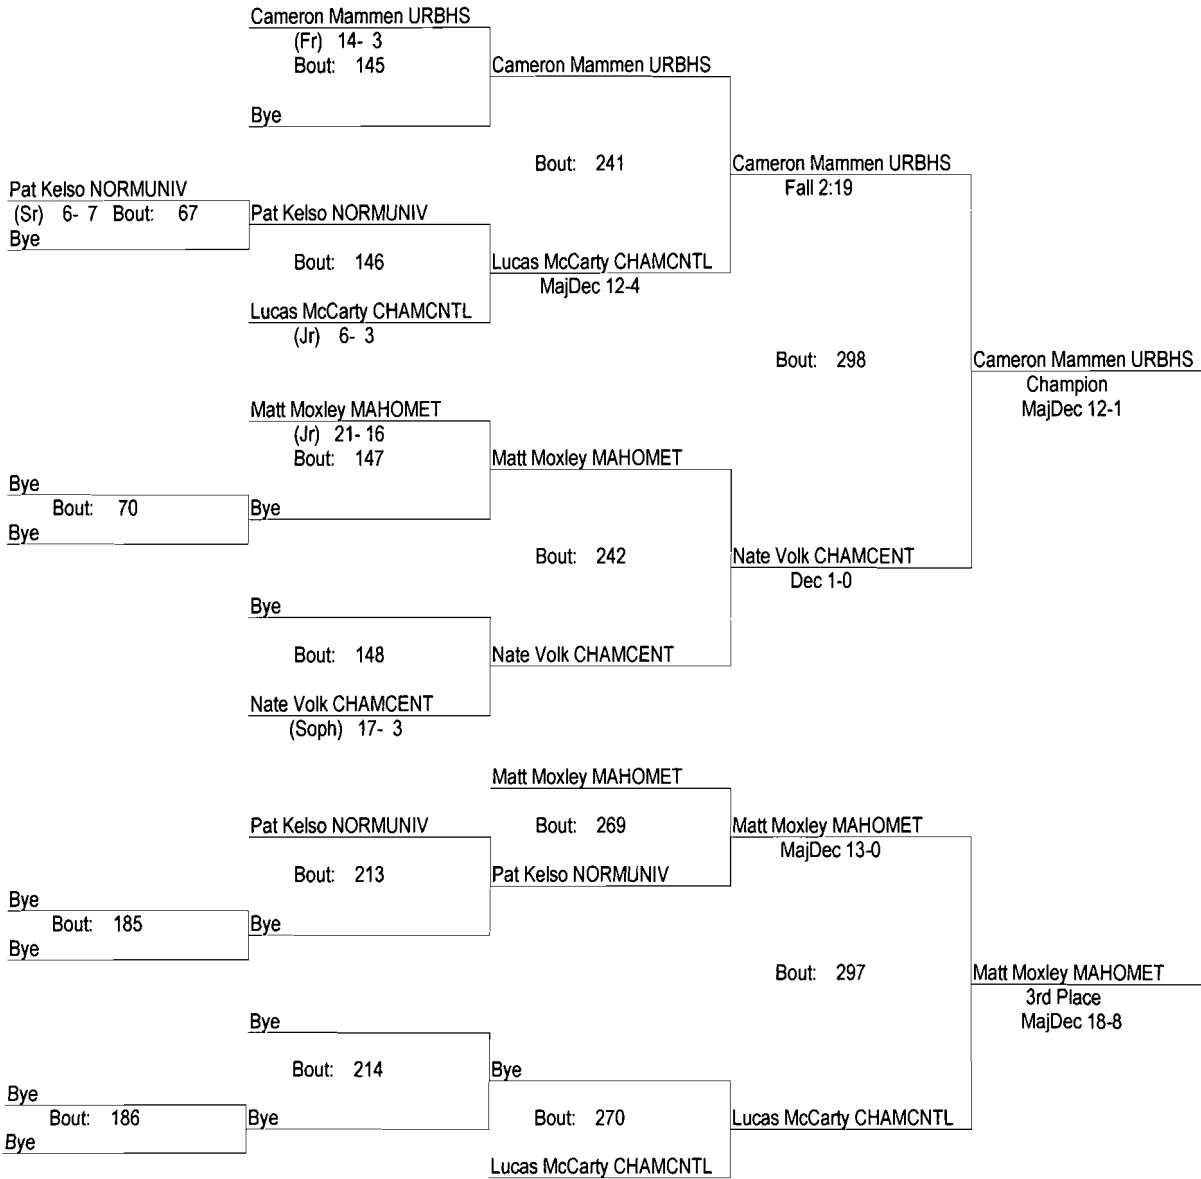 Cameron Mammen URBHS
(Fr) 14- 3
Bout: 145
Cameron Mammen URBHS
Bye
Bout: 241
Cameron Mammen URBHS
Fall 2:19
Pat Kelso NORMUNIV
(Sr) 6- 7 Bout: 67
Bye
Pat Kelso NORMUNIV
Bout: 146
Lucas McCarty CHAMCNTL
MajDec 12-4
Lucas McCarty CHAMCNTL
(Jr) 6- 3
Bout: 298
Cameron Mammen URBHS
Champion
MajDec 12-1
Matt Moxley MAHOMET
(Jr) 21- 16
Bout: 147
Matt Moxley MAHOMET
Bye
Bout: 70
Bye
Bye
Bout: 242
Nate Volk CHAMCENT
Dec 1-0
Bye
Bout: 148
Nate Volk CHAMCENT
Nate Volk CHAMCENT
(Soph) 17- 3
Matt Moxley MAHOMET
Pat Kelso NORMUNIV
Bout: 269
Matt Moxley MAHOMET
MajDec 13-0
Bout: 213
Pat Kelso NORMUNIV
Bye
Bout: 185
Bye
Bye
Bout: 297
Matt Moxley MAHOMET
3rd Place
MajDec 18-8
Bye
Bout: 214
Bye
Bye
Bout: 186
Bye
Bye
Bout: 270
Lucas McCarty CHAMCNTL
Lucas McCarty CHAMCNTL